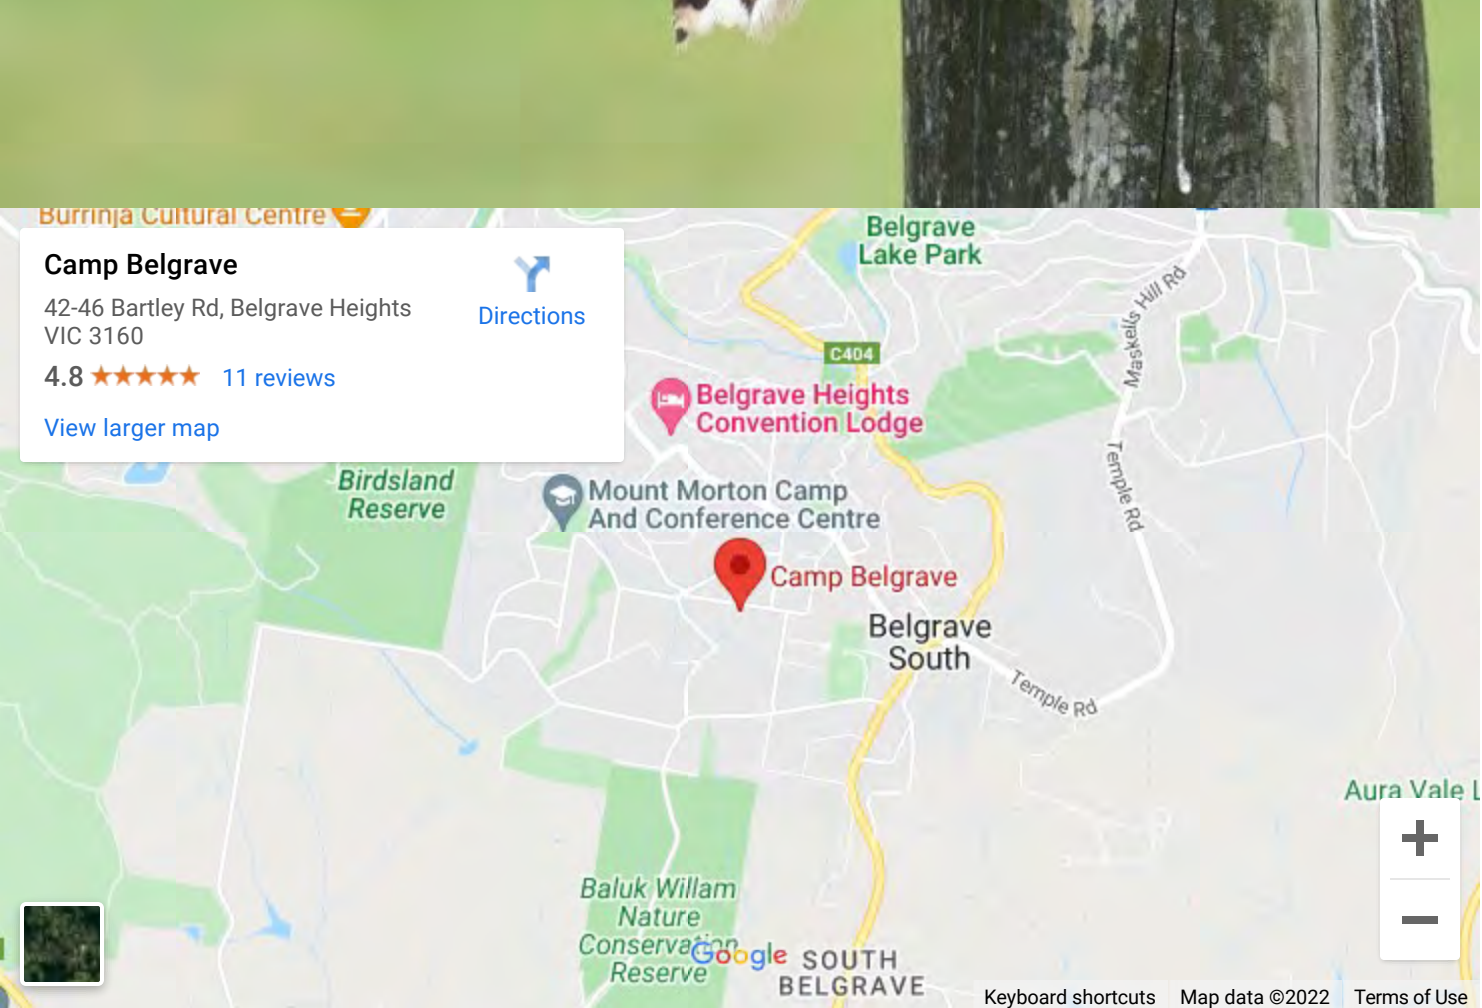 Burrinja Cultural Centre
Camp Belgrave
42-46 Bartley Rd, Belgrave Heights
VIC 3160
4.8
11 reviews
View larger map
Directions
Belgrave
Lake Park
Maskells Hill Rd
C404
Belgrave Heights
Convention Lodge
Temple Rd
Birdsland
Reserve
Mount Morton Camp
And Conference Centre
Camp Belgrave
Belgrave
South
Temple Rd
Aura Vale L
Baluk Willam
Nature
Conservation
Reserve
Google
SOUTH
BELGRAVE
Keyboard shortcuts
Map data ©2022
Terms of Use